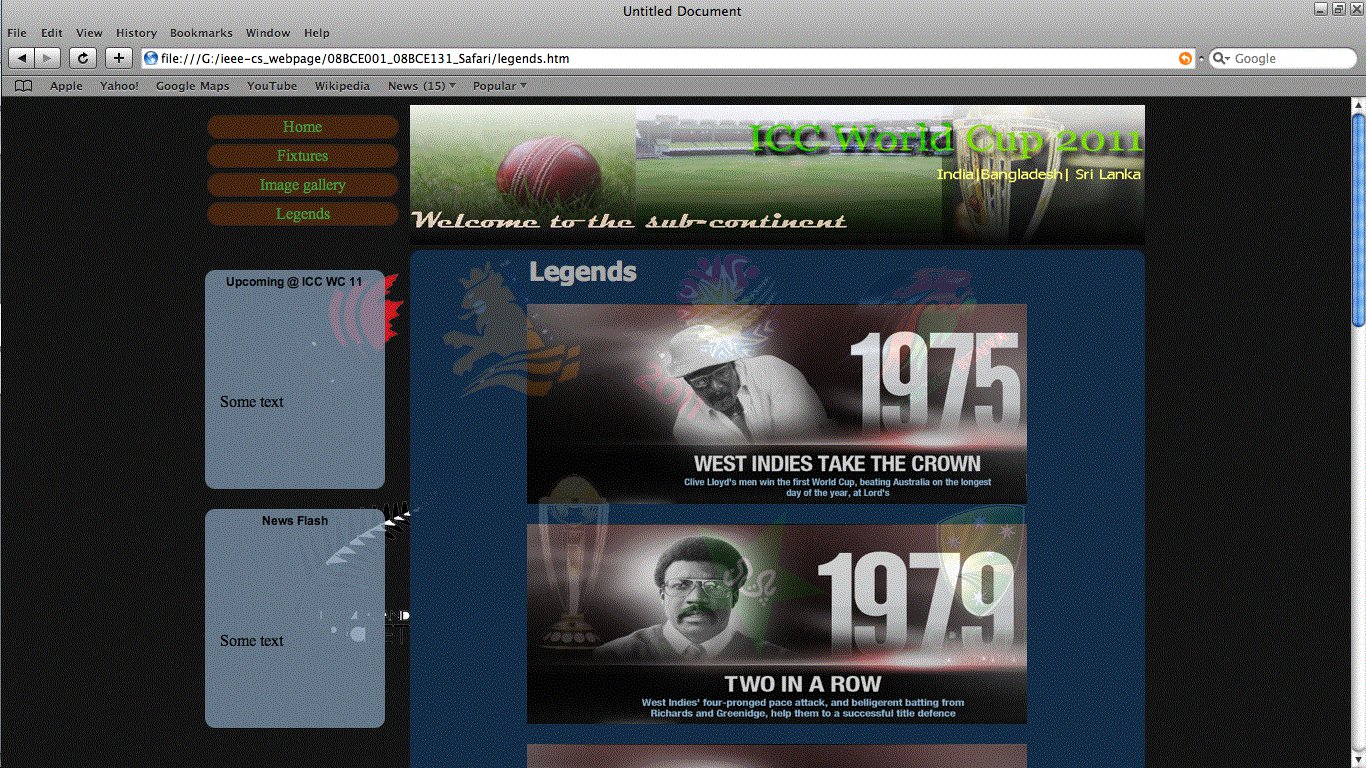 Untitled Document
File Edit View History Bookmarks Window Help
file:///G:/ieee-cs_webpage/08BCE001_08BCE131_Safari/legends.htm
Google
Apple Yahoo! Google Maps YouTube Wikipedia News (15) Popular
Home
Fixtures
Image gallery
Legends
ICC World Cup 2011
India|Bangladesh| Sri Lanka
Welcome to the sub-continent
Upcoming @ ICC WC 11
Some text
News Flash
Some text
Legends
1975
WEST INDIES TAKE THE CROWN
Clive Lloyd's men win the first World Cup, beating Australia on the longest
day of the year, at Lord's
1979
TWO IN A ROW
West Indies' four-pronged pace attack, and belligerent batting from
Richards and Greenidge, help them to a successful title defence